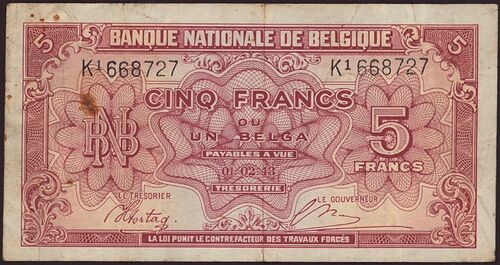 5 BANQUE NATIONALE DE BELGIQUE 5
K1 668727 K1 668727
CINQ FRANCS
OU
UN BELGA
PAYABLES A VUE
01·02·43
TRÉSORERIE
BNB
5
FRANCS
LE TRÉSORIER LE GOUVERNEUR
LA LOI PUNIT LE CONTREFACTEUR DES TRAVAUX FORCÉS